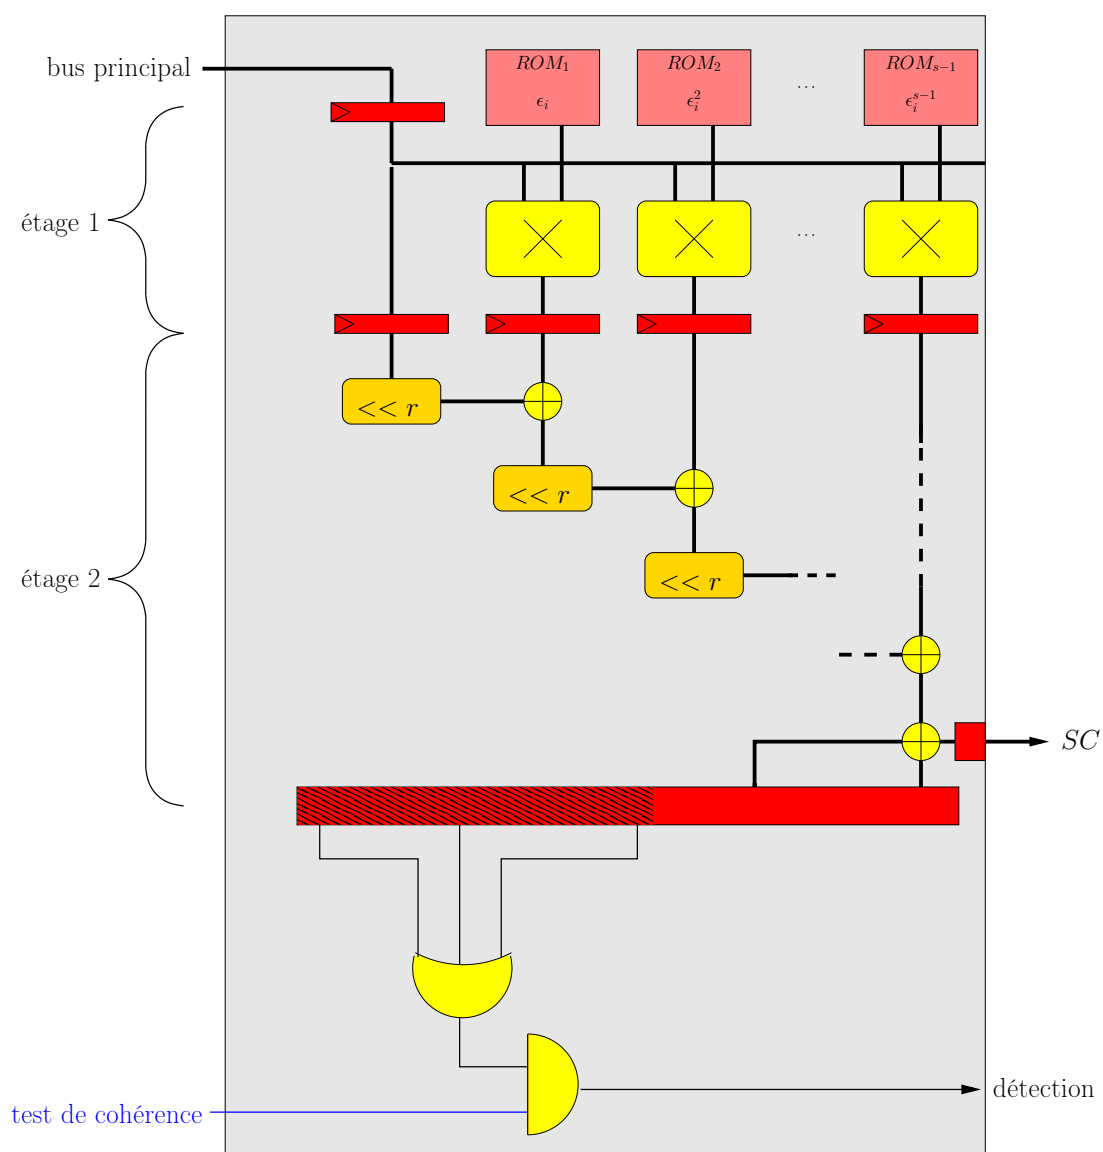 bus principal
ROM₁
ϵᵢ
ROM₂
ϵᵢ²
...
ROMₛ₋₁
ϵᵢˢ⁻¹
étage 1
...
<< r
<< r
étage 2
<< r
SC
détection
test de cohérence